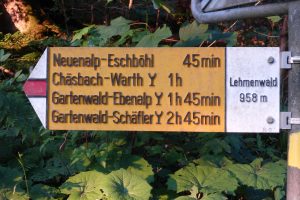 Neuenalp-Eschböhl 45min
Chäsbach-Warth Y 1h
Gartenwald-Ebenalp Y 1h45min
Gartenwald-Schäfler Y 2h45min
Lehmenwald
958 m